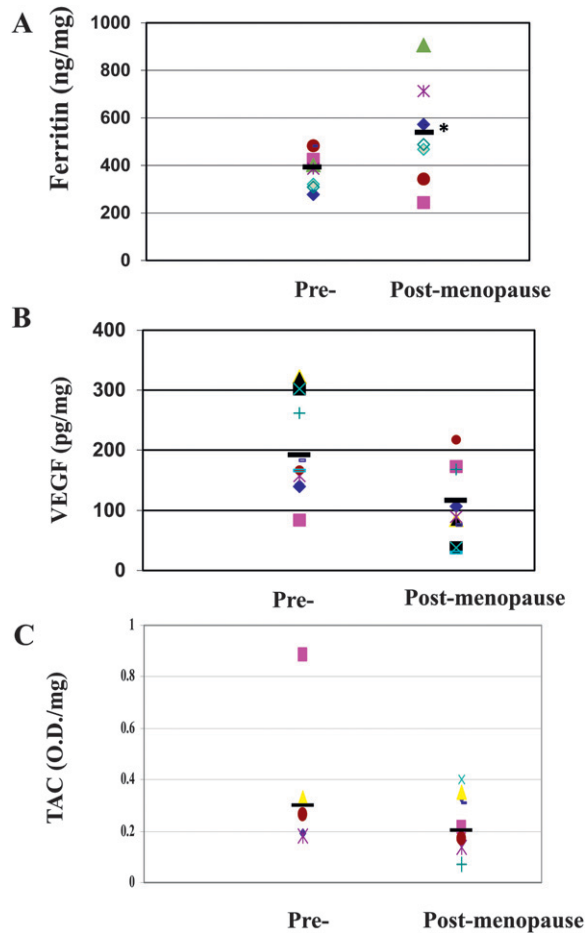 A
Ferritin (ng/mg)
1000
800
600
400
200
0
*
Pre-
Post-menopause
B
VEGF (pg/mg)
400
300
200
100
0
Pre-
Post-menopause
C
TAC (O.D./mg)
1
0.8
0.6
0.4
0.2
0
Pre-
Post-menopause